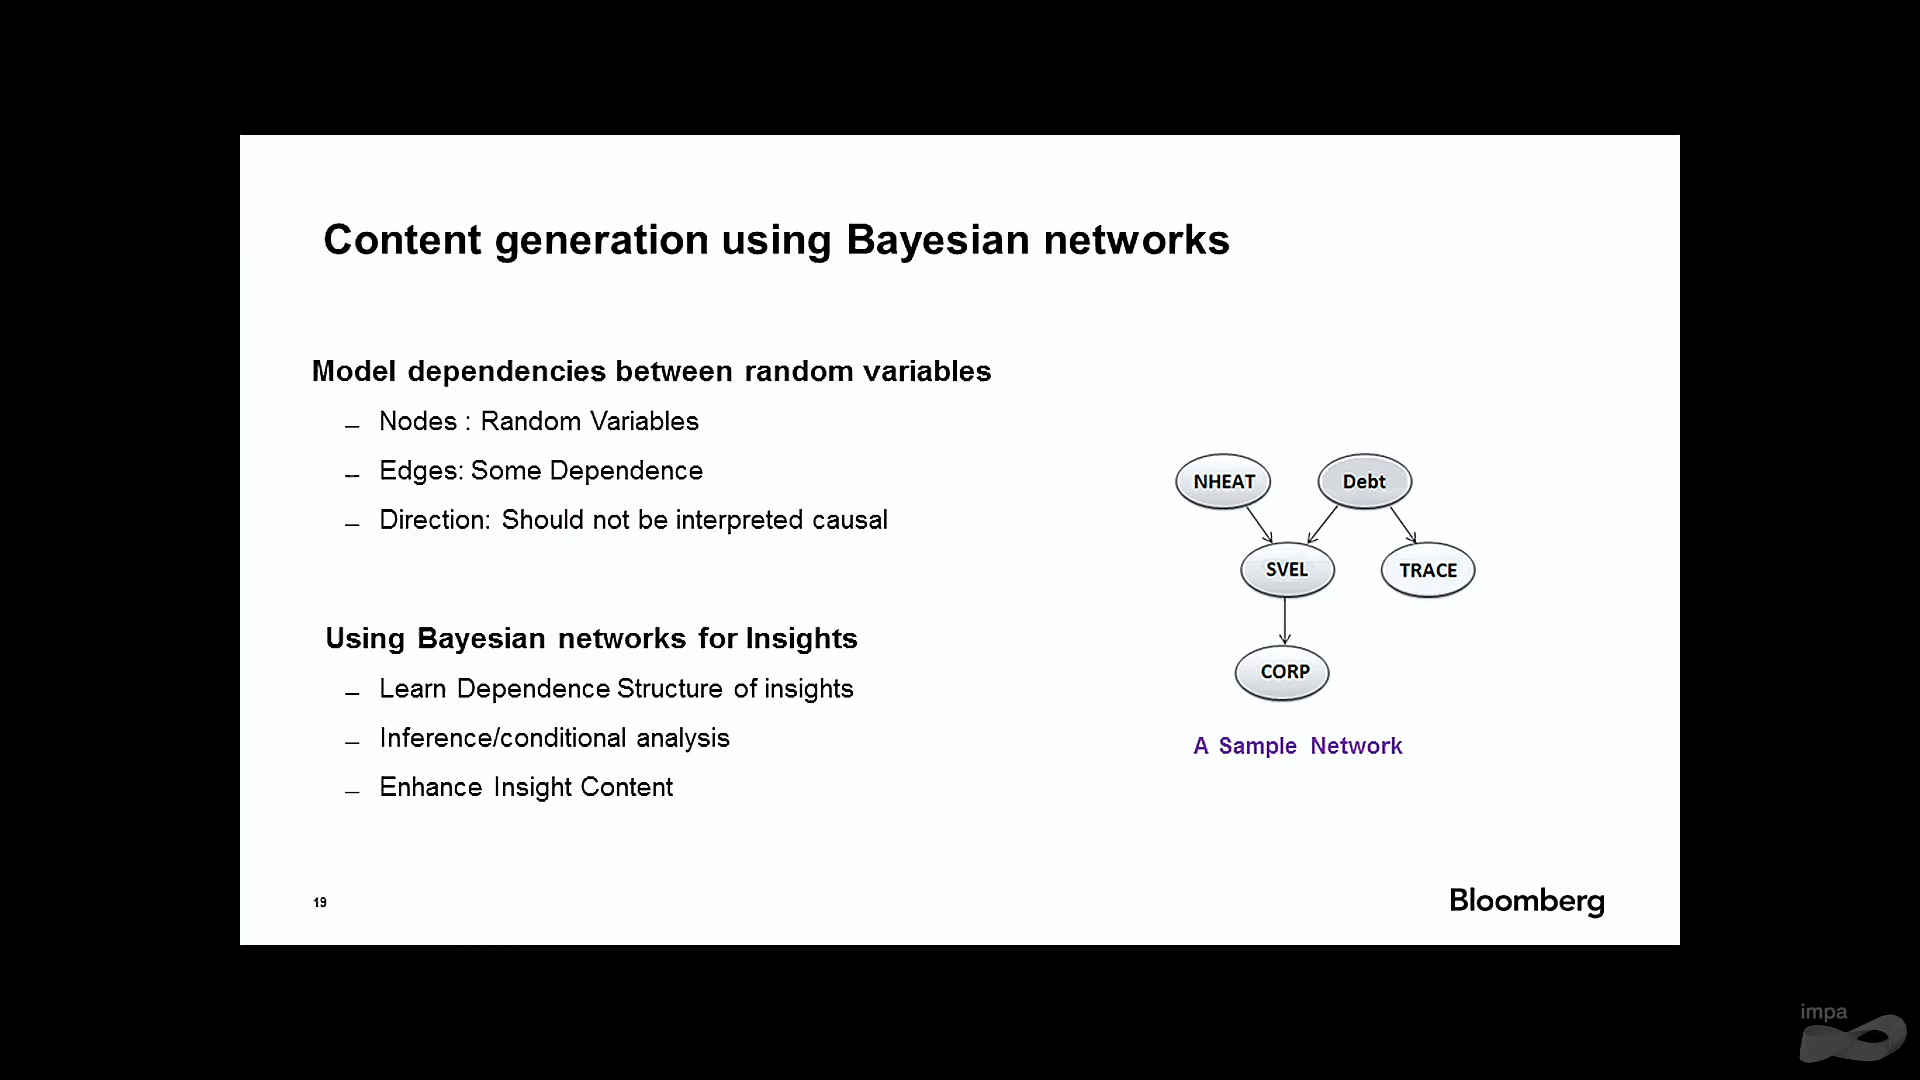 Content generation using Bayesian networks
Model dependencies between random variables
– Nodes : Random Variables
– Edges: Some Dependence
– Direction: Should not be interpreted causal
Using Bayesian networks for Insights
– Learn Dependence Structure of insights
– Inference/conditional analysis
– Enhance Insight Content
NHEAT
Debt
SVEL
TRACE
CORP
A Sample Network
19
Bloomberg
impa